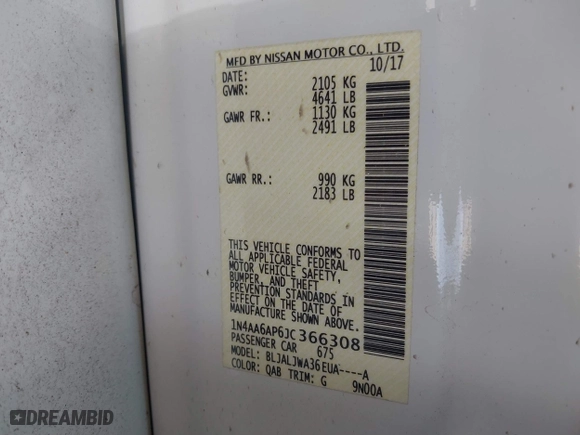 MFD BY NISSAN MOTOR CO., LTD.
DATE: 10/17
GVWR: 2105 KG
4641 LB
GAWR FR.: 1130 KG
2491 LB
GAWR RR.: 990 KG
2183 LB
THIS VEHICLE CONFORMS TO
ALL APPLICABLE FEDERAL
MOTOR VEHICLE SAFETY,
BUMPER, AND THEFT
PREVENTION STANDARDS IN
EFFECT ON THE DATE OF
MANUFACTURE SHOWN ABOVE.
1N4AA6AP6JC366308
PASSENGER CAR 675
MODEL: BLJALJWA36EUA----A
COLOR: QAB TRIM: G 9N00A
DREAMBID